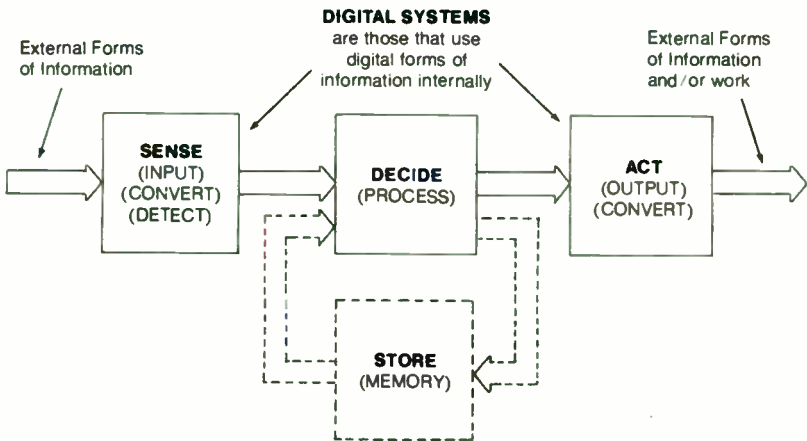 DIGITAL SYSTEMS
are those that use
digital forms of
information internally
External Forms
of Information
External Forms
of Information
and/or work
SENSE
(INPUT)
(CONVERT)
(DETECT)
DECIDE
(PROCESS)
ACT
(OUTPUT)
(CONVERT)
STORE
(MEMORY)